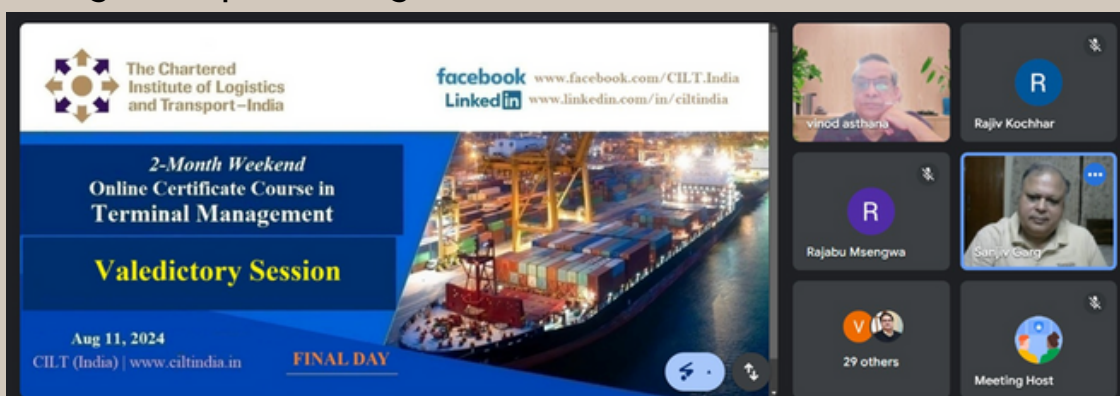 The Chartered
Institute of Logistics
and Transport–India
facebook www.facebook.com/CILT.India
Linked in www.linkedin.com/in/ciltindia
2-Month Weekend
Online Certificate Course in
Terminal Management
Valedictory Session
Aug 11, 2024
CILT (India) | www.ciltindia.in
FINAL DAY
vinod asthana
R
Rajiv Kochhar
R
Rajabu Msengwa
Sanjiv Garg
V
29 others
Meeting Host